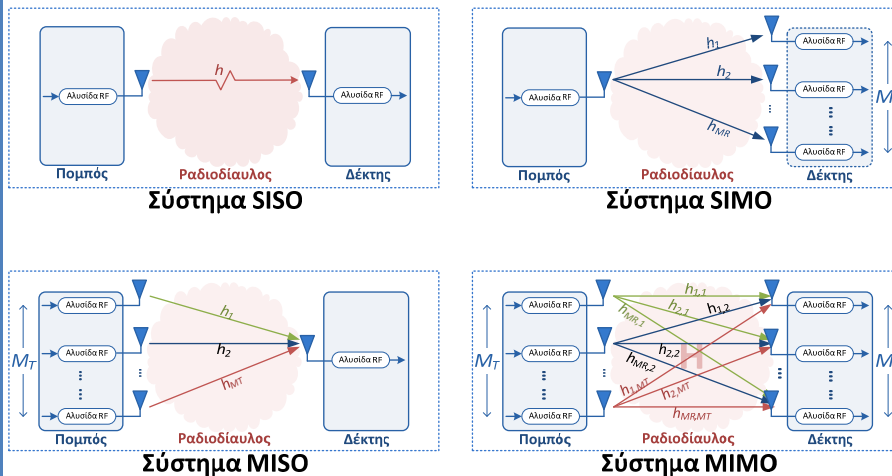 h
Αλυσίδα RF
Αλυσίδα RF
Πομπός
Ραδιοδίαυλος
Δέκτης
Σύστημα SISO
h1
h2
hMR
Αλυσίδα RF
Αλυσίδα RF
Αλυσίδα RF
Αλυσίδα RF
M
Πομπός
Ραδιοδίαυλος
Δέκτης
Σύστημα SIMO
MT
Αλυσίδα RF
Αλυσίδα RF
Αλυσίδα RF
h1
h2
hMT
Αλυσίδα RF
Πομπός
Ραδιοδίαυλος
Δέκτης
Σύστημα MISO
MT
Αλυσίδα RF
Αλυσίδα RF
Αλυσίδα RF
h1,1
h2,1
hMR,1
h1,2
h2,2
hMR,2
H
h1,MT
h2,MT
hMR,MT
Αλυσίδα RF
Αλυσίδα RF
Αλυσίδα RF
M
Πομπός
Ραδιοδίαυλος
Δέκτης
Σύστημα MIMO